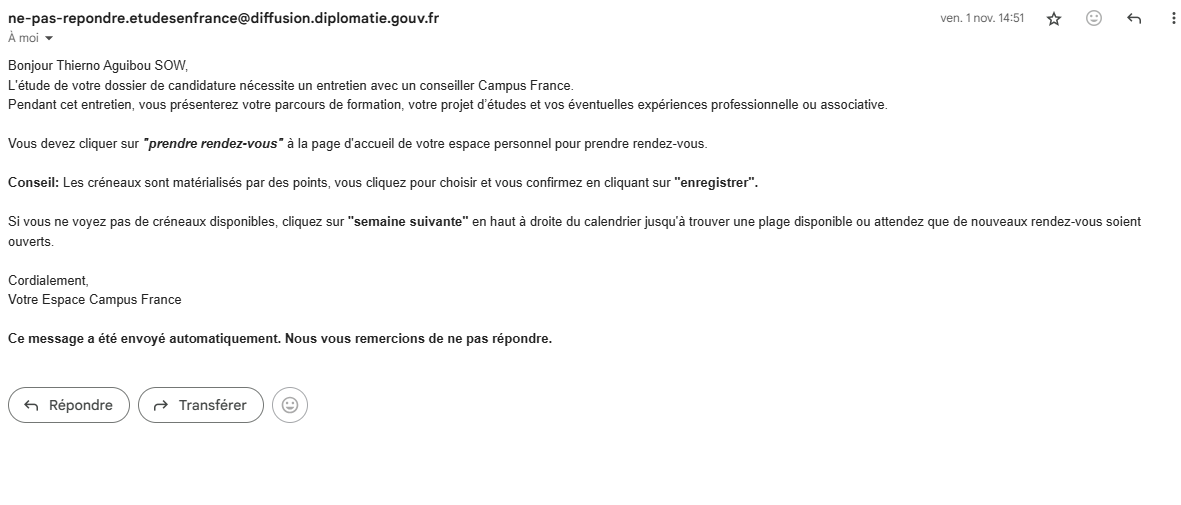 ne-pas-repondre.etudesenfrance@diffusion.diplomatie.gouv.fr
ven. 1 nov. 14:51
À moi
Bonjour Thierno Aguibou SOW,
L'étude de votre dossier de candidature nécessite un entretien avec un conseiller Campus France.
Pendant cet entretien, vous présenterez votre parcours de formation, votre projet d'études et vos éventuelles expériences professionnelle ou associative.
Vous devez cliquer sur "prendre rendez-vous" à la page d'accueil de votre espace personnel pour prendre rendez-vous.
Conseil: Les créneaux sont matérialisés par des points, vous cliquez pour choisir et vous confirmez en cliquant sur "enregistrer".
Si vous ne voyez pas de créneaux disponibles, cliquez sur "semaine suivante" en haut à droite du calendrier jusqu'à trouver une plage disponible ou attendez que de nouveaux rendez-vous soient
ouverts.
Cordialement,
Votre Espace Campus France
Ce message a été envoyé automatiquement. Nous vous remercions de ne pas répondre.
Répondre
Transférer